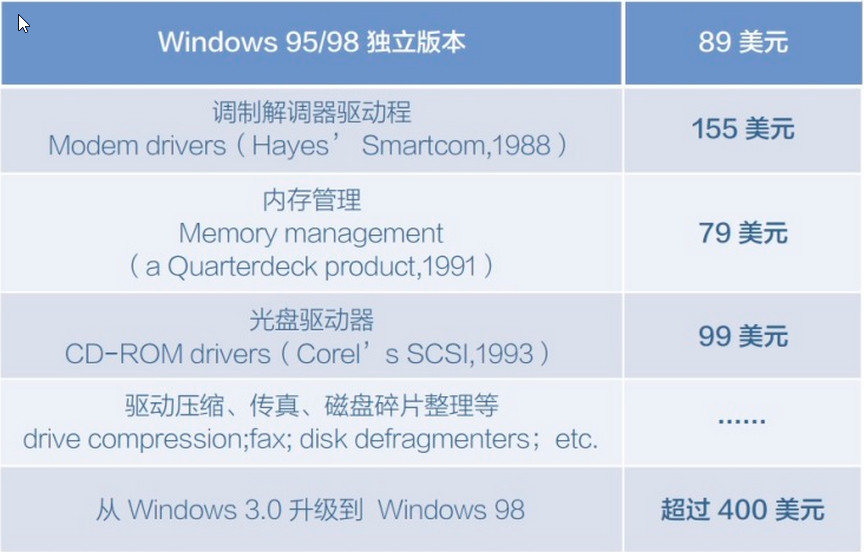 Windows 95/98 独立版本
89 美元
调制解调器驱动程
Modem drivers（Hayes’ Smartcom,1988）
155 美元
内存管理
Memory management
（a Quarterdeck product,1991）
79 美元
光盘驱动器
CD-ROM drivers（Corel’s SCSI,1993）
99 美元
驱动压缩、传真、磁盘碎片整理等
drive compression;fax; disk defragmenters；etc.
……
从 Windows 3.0 升级到 Windows 98
超过 400 美元